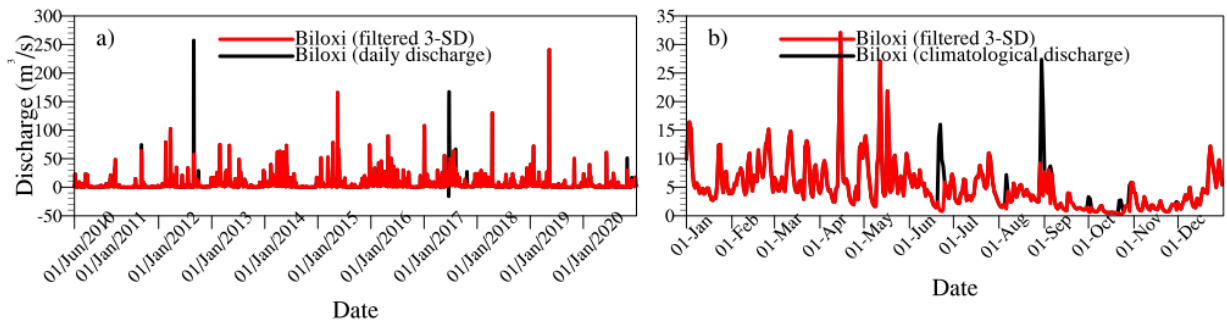 a)
Biloxi (filtered 3-SD)
Biloxi (daily discharge)
Discharge (m³/s)
300
250
200
150
100
50
0
-50
01/Jun/2010
01/Jan/2011
01/Jan/2012
01/Jan/2013
01/Jan/2014
01/Jan/2015
01/Jan/2016
01/Jan/2017
01/Jan/2018
01/Jan/2019
01/Jan/2020
Date
b)
Biloxi (filtered 3-SD)
Biloxi (climatological discharge)
35
30
25
20
15
10
5
0
01-Jan
01-Feb
01-Mar
01-Apr
01-May
01-Jun
01-Jul
01-Aug
01-Sep
01-Oct
01-Nov
01-Dec
Date